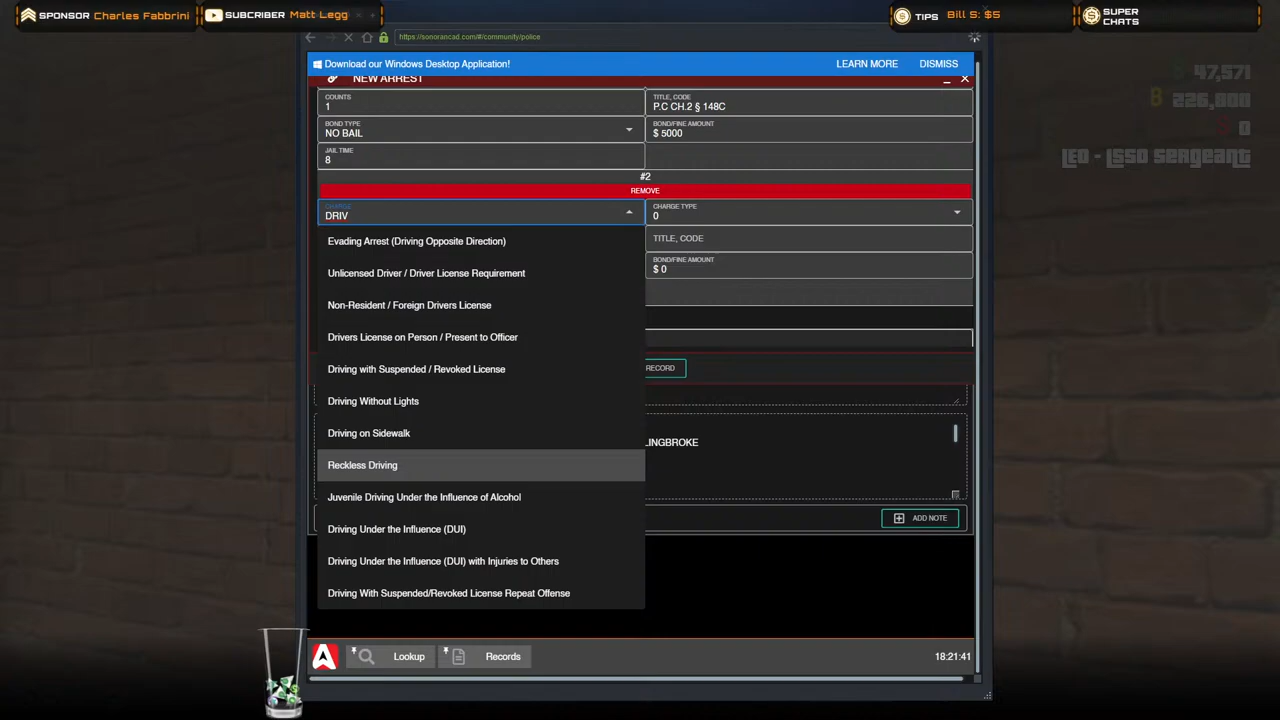 SPONSOR Charles Fabbrini
SUBCRIBER Matt Legg
TIPS Bill S: $5
SUPER CHATS
https://sonorancad.com/#/community/police
Download our Windows Desktop Application!
LEARN MORE
DISMISS
NEW ARREST
COUNTS
1
TITLE, CODE
P.C CH.2 § 148C
BOND TYPE
NO BAIL
BOND/FINE AMOUNT
$ 5000
JAIL TIME
8
#2
REMOVE
CHARGE
DRIV
CHARGE TYPE
0
TITLE, CODE
BOND/FINE AMOUNT
$ 0
Evading Arrest (Driving Opposite Direction)
Unlicensed Driver / Driver License Requirement
Non-Resident / Foreign Drivers License
Drivers License on Person / Present to Officer
Driving with Suspended / Revoked License
Driving Without Lights
Driving on Sidewalk
Reckless Driving
Juvenile Driving Under the Influence of Alcohol
Driving Under the Influence (DUI)
Driving Under the Influence (DUI) with Injuries to Others
Driving With Suspended/Revoked License Repeat Offense
RECORD
LINGBROKE
ADD NOTE
Lookup
Records
18:21:41
47,571
226,800
0
LEO - LSSO Sergeant